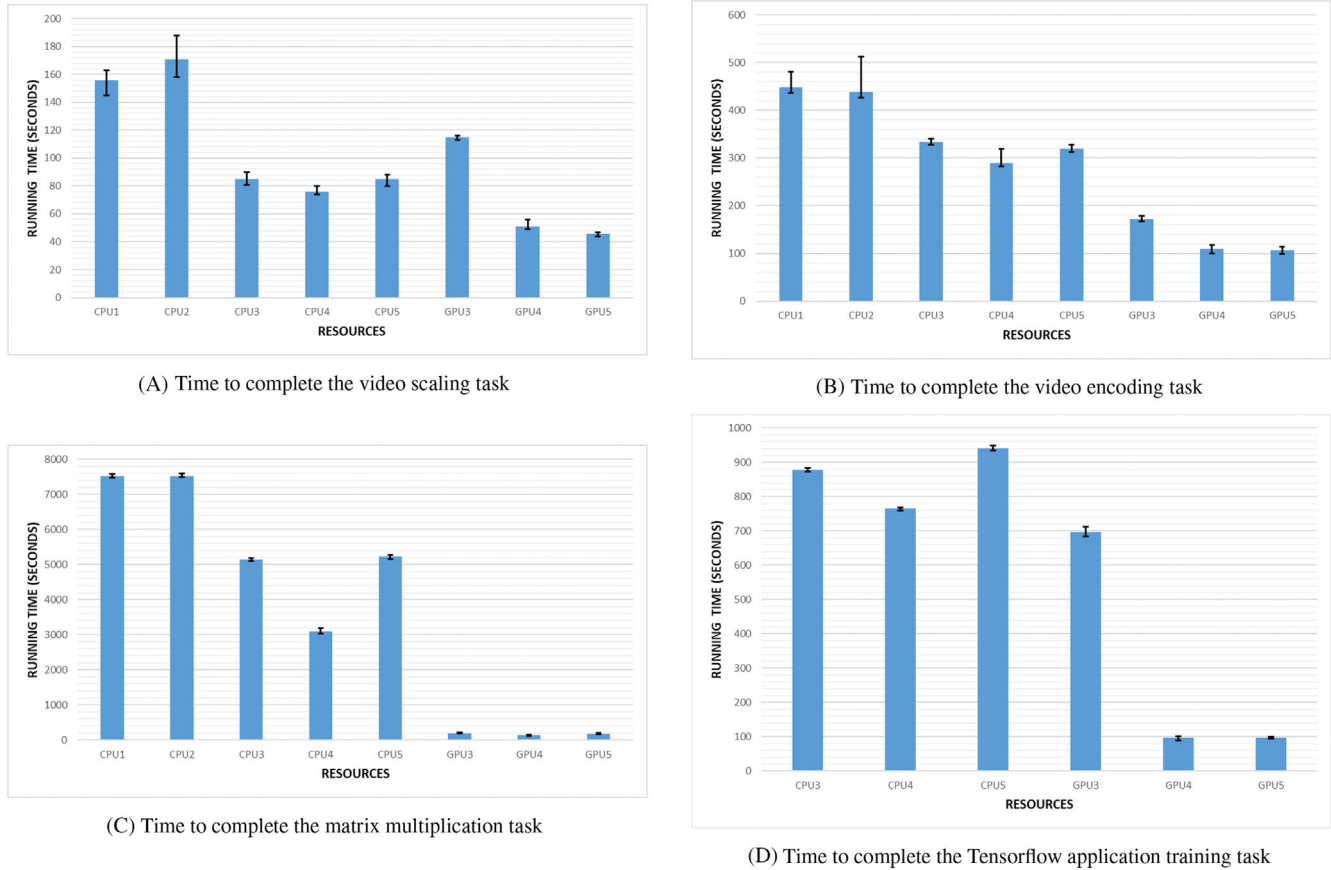 200
180
160
140
120
100
80
60
40
20
0
RUNNING TIME (SECONDS)
CPU1 CPU2 CPU3 CPU4 CPU5 GPU3 GPU4 GPU5
RESOURCES
(A) Time to complete the video scaling task
600
500
400
300
200
100
0
RUNNING TIME (SECONDS)
CPU1 CPU2 CPU3 CPU4 CPU5 GPU3 GPU4 GPU5
RESOURCES
(B) Time to complete the video encoding task
8000
7000
6000
5000
4000
3000
2000
1000
0
RUNNING TIME (SECONDS)
CPU1 CPU2 CPU3 CPU4 CPU5 GPU3 GPU4 GPU5
RESOURCES
(C) Time to complete the matrix multiplication task
1000
900
800
700
600
500
400
300
200
100
0
RUNNING TIME (SECONDS)
CPU3 CPU4 CPU5 GPU3 GPU4 GPU5
RESOURCES
(D) Time to complete the Tensorflow application training task